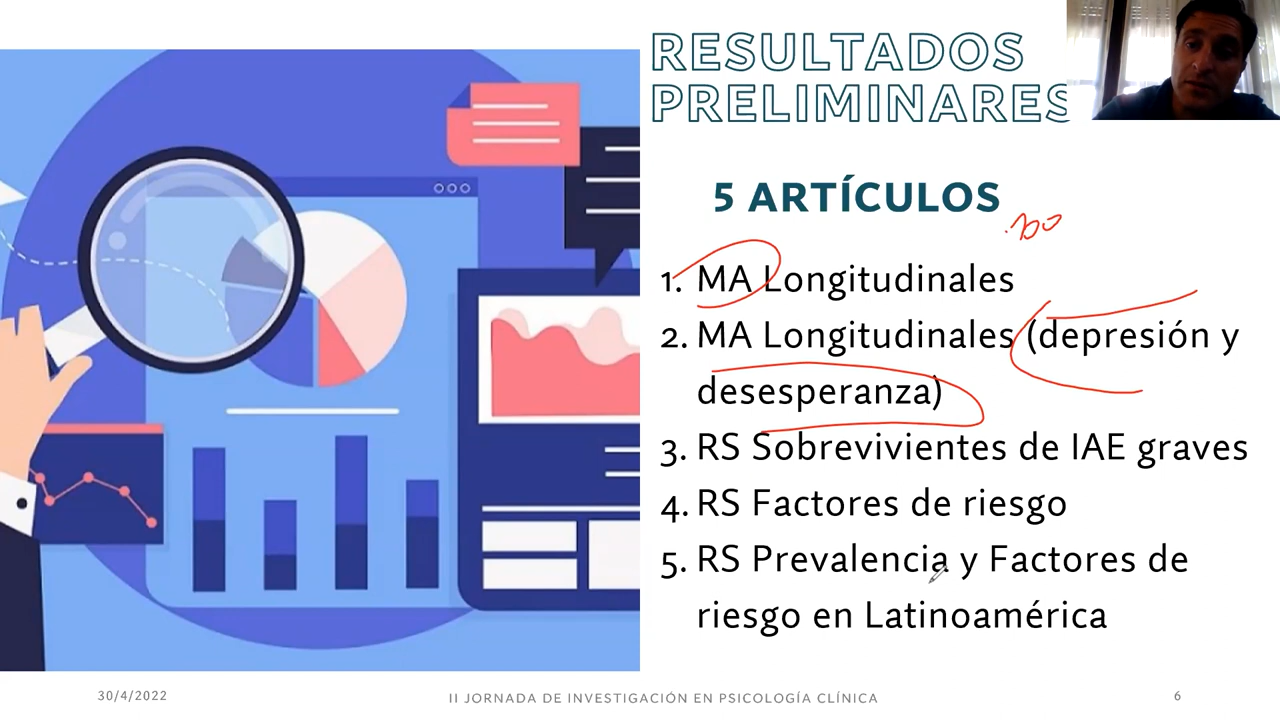 RESULTADOS
PRELIMINARES
5 ARTÍCULOS
1. MA Longitudinales
2. MA Longitudinales (depresión y
desesperanza)
3. RS Sobrevivientes de IAE graves
4. RS Factores de riesgo
5. RS Prevalencia y Factores de
riesgo en Latinoamérica
30/4/2022
II JORNADA DE INVESTIGACIÓN EN PSICOLOGÍA CLÍNICA
6